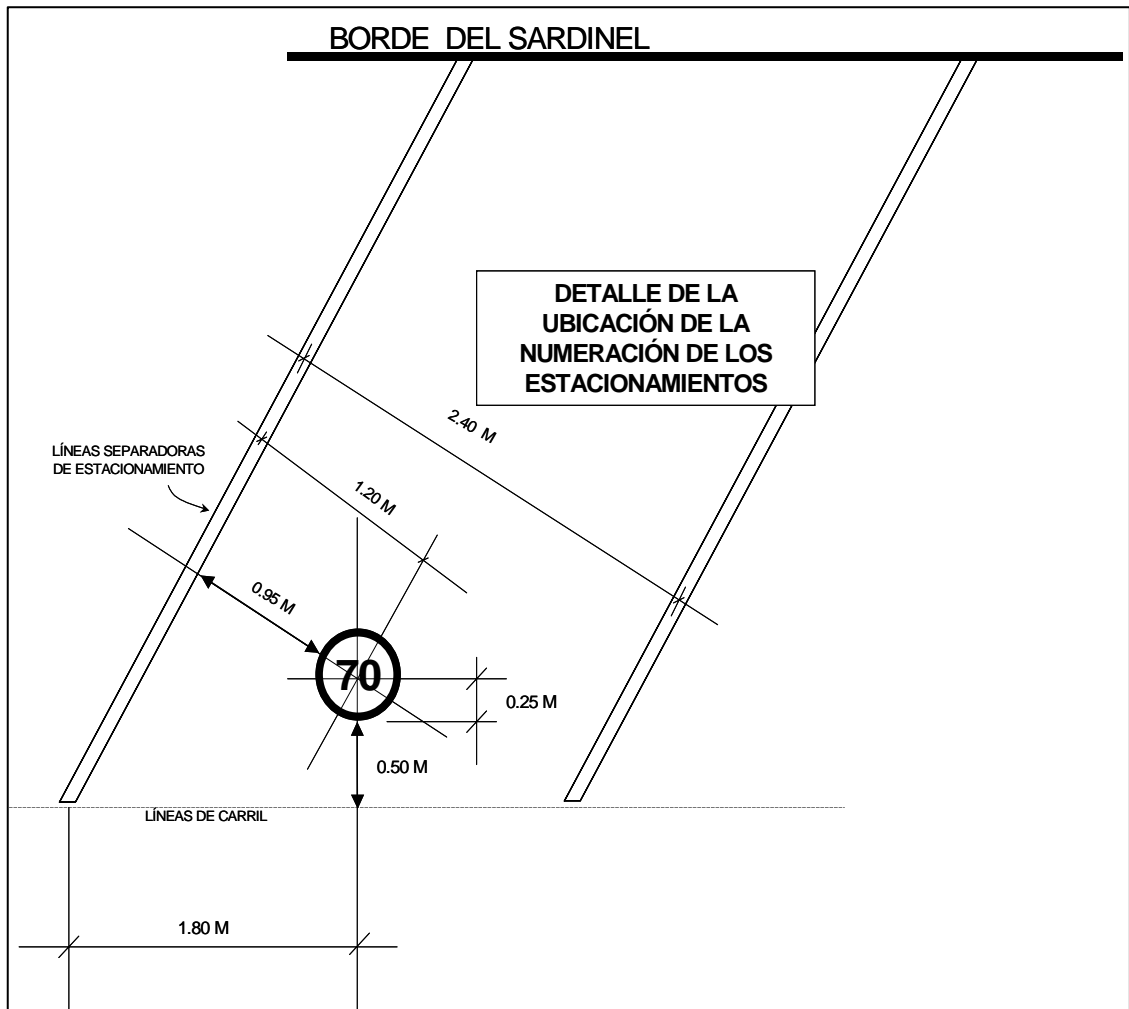 BORDE DEL SARDINEL
DETALLE DE LA
UBICACIÓN DE LA
NUMERACIÓN DE LOS
ESTACIONAMIENTOS
2.40 M
LÍNEAS SEPARADORAS
DE ESTACIONAMIENTO
1.20 M
0.95 M
70
0.25 M
0.50 M
LÍNEAS DE CARRIL
1.80 M